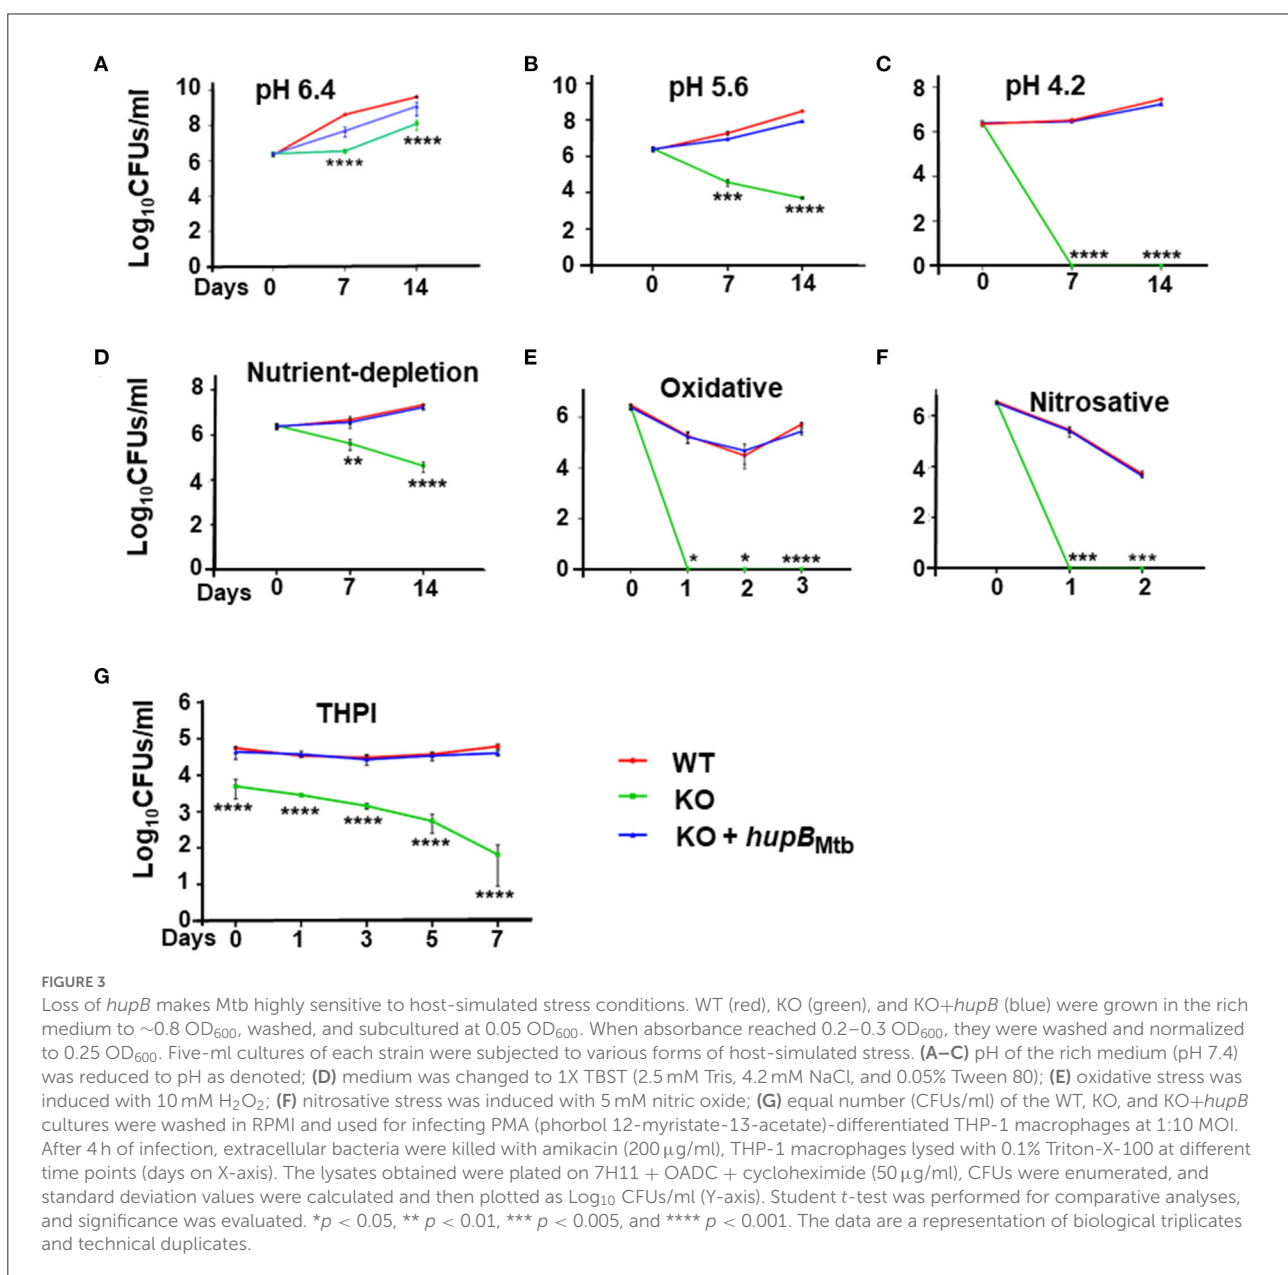 A
pH 6.4
Log₁₀CFUs/ml
10
8
6
4
2
0
****
****
Days 0 7 14
B
pH 5.6
10
8
6
4
2
0
***
****
0 7 14
C
pH 4.2
8
6
4
2
0
****
****
0 7 14
D
Nutrient-depletion
Log₁₀CFUs/ml
8
6
4
2
0
**
****
Days 0 7 14
E
Oxidative
6
4
2
0
* * ****
0 1 2 3
F
Nitrosative
6
4
2
0
*** ***
0 1 2
G
THPI
Log₁₀CFUs/ml
6
5
4
3
2
1
0
****
****
****
****
****
Days 0 1 3 5 7
WT
KO
KO + hupB Mtb
FIGURE 3
Loss of hupB makes Mtb highly sensitive to host-simulated stress conditions. WT (red), KO (green), and KO+hupB (blue) were grown in the rich
medium to ∼0.8 OD₆₀₀, washed, and subcultured at 0.05 OD₆₀₀. When absorbance reached 0.2–0.3 OD₆₀₀, they were washed and normalized
to 0.25 OD₆₀₀. Five-ml cultures of each strain were subjected to various forms of host-simulated stress. (A–C) pH of the rich medium (pH 7.4)
was reduced to pH as denoted; (D) medium was changed to 1X TBST (2.5 mM Tris, 4.2 mM NaCl, and 0.05% Tween 80); (E) oxidative stress was
induced with 10 mM H₂O₂; (F) nitrosative stress was induced with 5 mM nitric oxide; (G) equal number (CFUs/ml) of the WT, KO, and KO+hupB
cultures were washed in RPMI and used for infecting PMA (phorbol 12-myristate-13-acetate)-differentiated THP-1 macrophages at 1:10 MOI.
After 4 h of infection, extracellular bacteria were killed with amikacin (200 μg/ml), THP-1 macrophages lysed with 0.1% Triton-X-100 at different
time points (days on X-axis). The lysates obtained were plated on 7H11 + OADC + cycloheximide (50 μg/ml), CFUs were enumerated, and
standard deviation values were calculated and then plotted as Log₁₀ CFUs/ml (Y-axis). Student t-test was performed for comparative analyses,
and significance was evaluated. *p < 0.05, ** p < 0.01, *** p < 0.005, and **** p < 0.001. The data are a representation of biological triplicates
and technical duplicates.